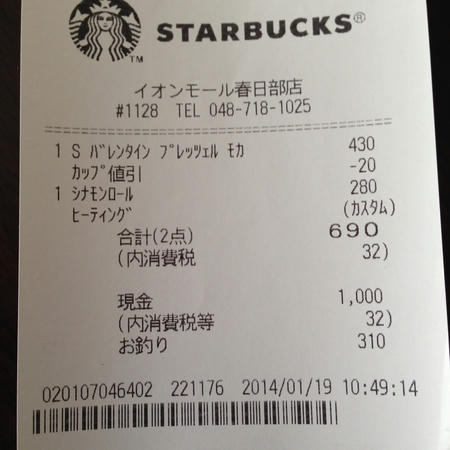 STARBUCKS®
TM
イオンモール春日部店
#1128 TEL 048-718-1025
1 S バレンタイン プレッツェル モカ 430
カップ値引 -20
1 シナモンロール 280
ヒーティング (カスタム)
合計(2点) 690
(内消費税 32)
現金 1,000
(内消費税等 32)
お釣り 310
020107046402 221176 2014/01/19 10:49:14